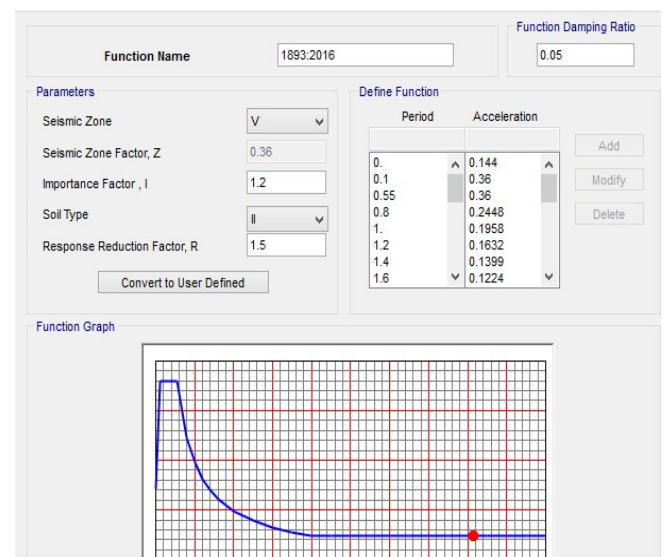 Function Damping Ratio
Function Name 1893:2016 0.05
Parameters
Seismic Zone V
Seismic Zone Factor, Z 0.36
Importance Factor , I 1.2
Soil Type II
Response Reduction Factor, R 1.5
Convert to User Defined
Define Function
Period Acceleration
0. 0.144
0.1 0.36
0.55 0.36
0.8 0.2448
1. 0.1958
1.2 0.1632
1.4 0.1399
1.6 0.1224
Add
Modify
Delete
Function Graph